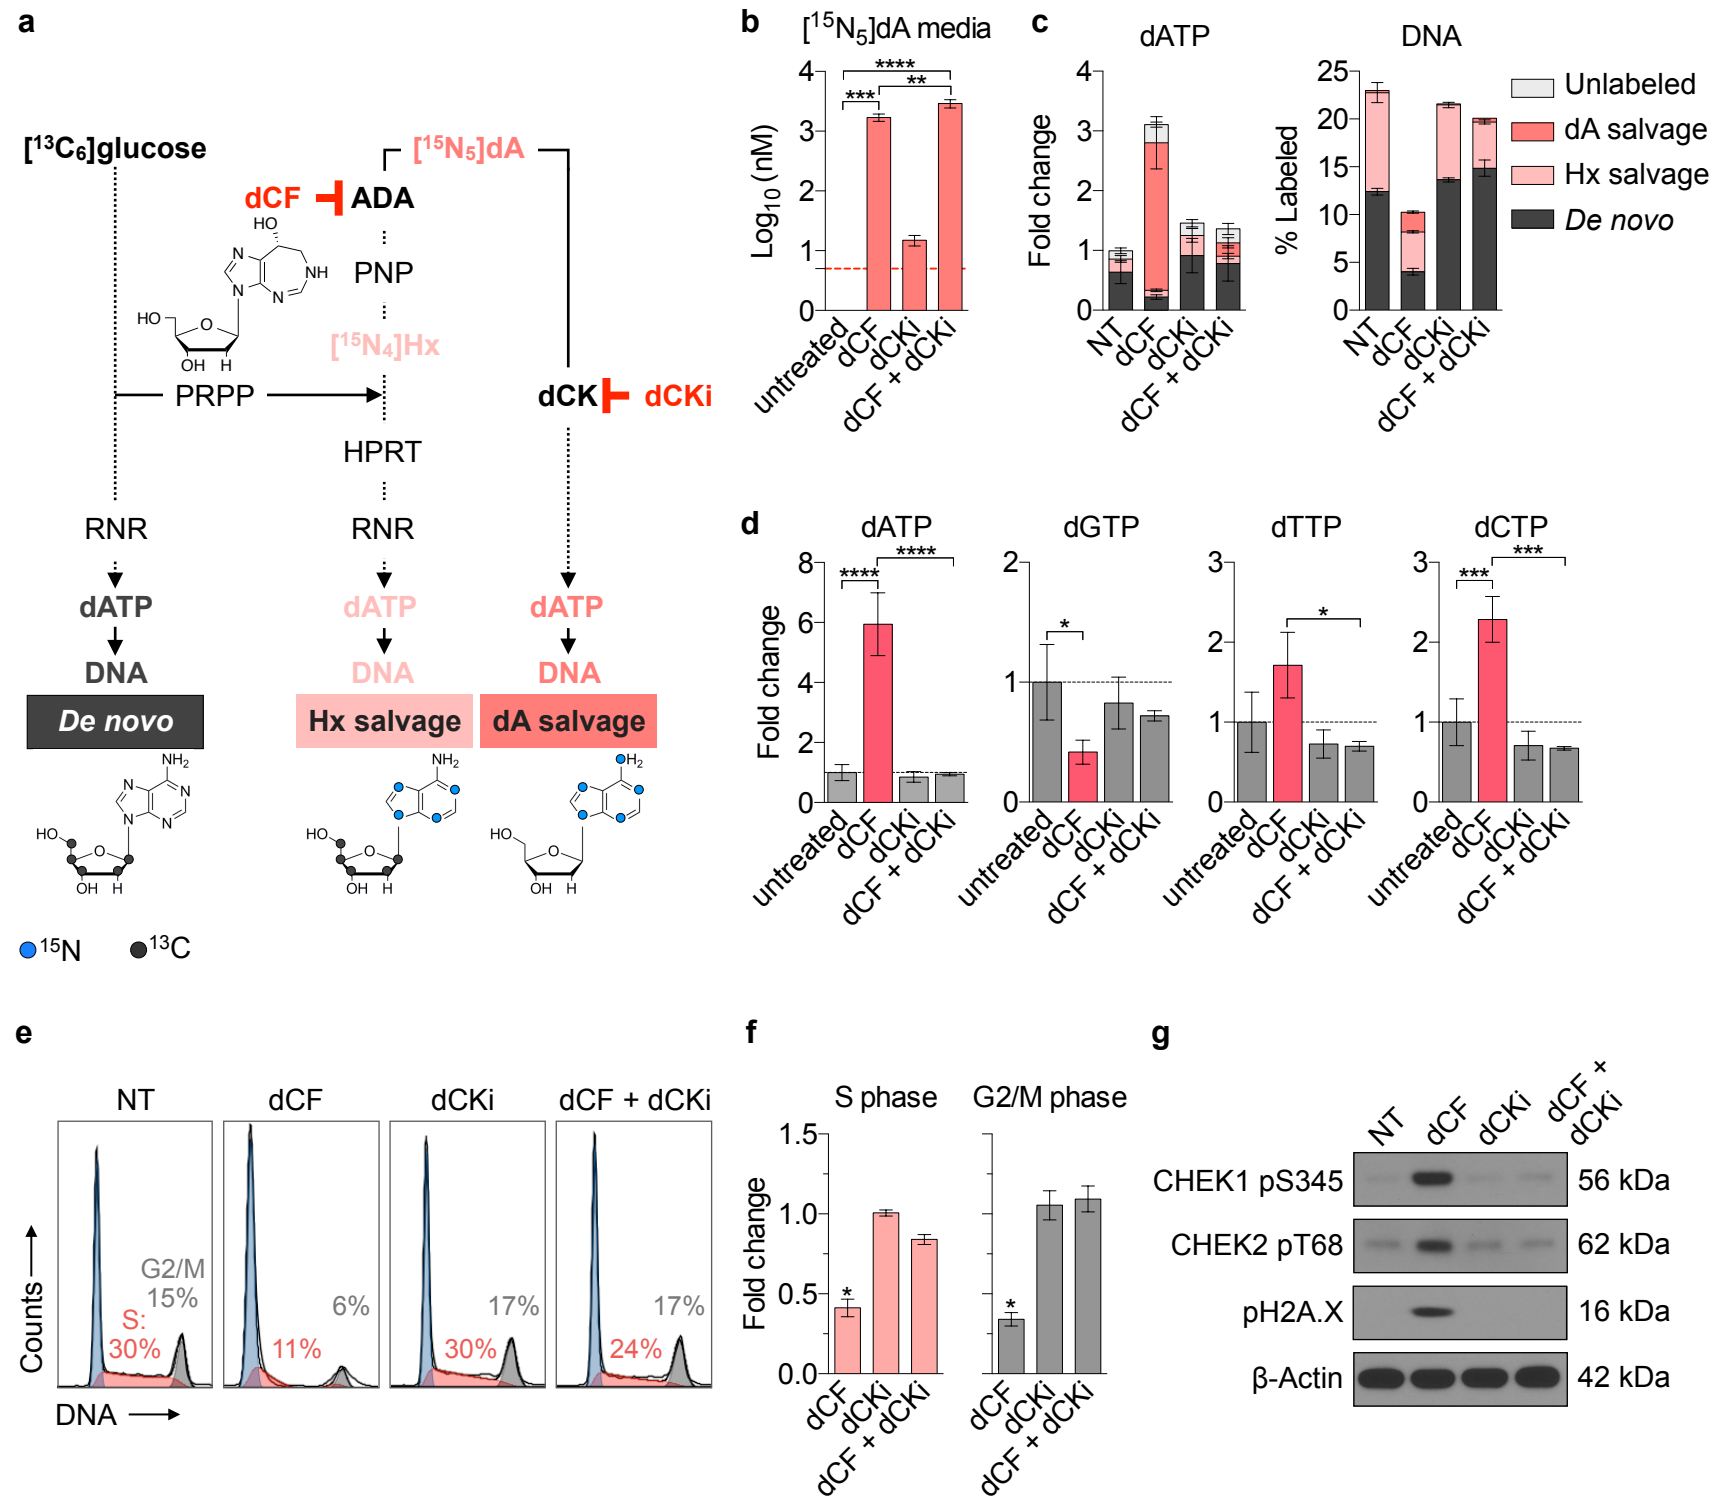 a
[13C6]glucose
[15N5]dA
dCF
ADA
HO
N
N
N
NH
N
HO
O
OH
H
PNP
[15N4]Hx
PRPP
dCK
dCKi
HPRT
RNR
RNR
dATP
dATP
dATP
DNA
DNA
DNA
De novo
Hx salvage
dA salvage
NH2
N
N
N
N
HO
O
OH
H
NH2
HO
O
OH
H
H2
HO
O
OH
H
15N
13C
b
[15N5]dA media
****
**
***
Log10 (nM)
4
3
2
1
0
untreated
dCF
dCKi
dCF + dCKi
c
dATP
Fold change
4
3
2
1
0
NT
dCF
dCKi
dCF + dCKi
DNA
% Labeled
25
20
15
10
5
0
NT
dCF
dCKi
dCF + dCKi
Unlabeled
dA salvage
Hx salvage
De novo
d
dATP
****
****
Fold change
8
6
4
2
0
untreated
dCF
dCKi
dCF + dCKi
dGTP
*
2
1
0
untreated
dCF
dCKi
dCF + dCKi
dTTP
*
3
2
1
0
untreated
dCF
dCKi
dCF + dCKi
dCTP
***
***
3
2
1
0
untreated
dCF
dCKi
dCF + dCKi
e
NT
dCF
dCKi
dCF + dCKi
G2/M
15%
S:
30%
6%
11%
17%
30%
17%
24%
Counts
DNA
f
S phase
Fold change
1.5
1.0
0.5
0.0
*
dCF
dCKi
dCF + dCKi
G2/M phase
*
dCF
dCKi
dCF + dCKi
g
NT
dCF
dCKi
dCF +
dCKi
CHEK1 pS345
56 kDa
CHEK2 pT68
62 kDa
pH2A.X
16 kDa
β-Actin
42 kDa